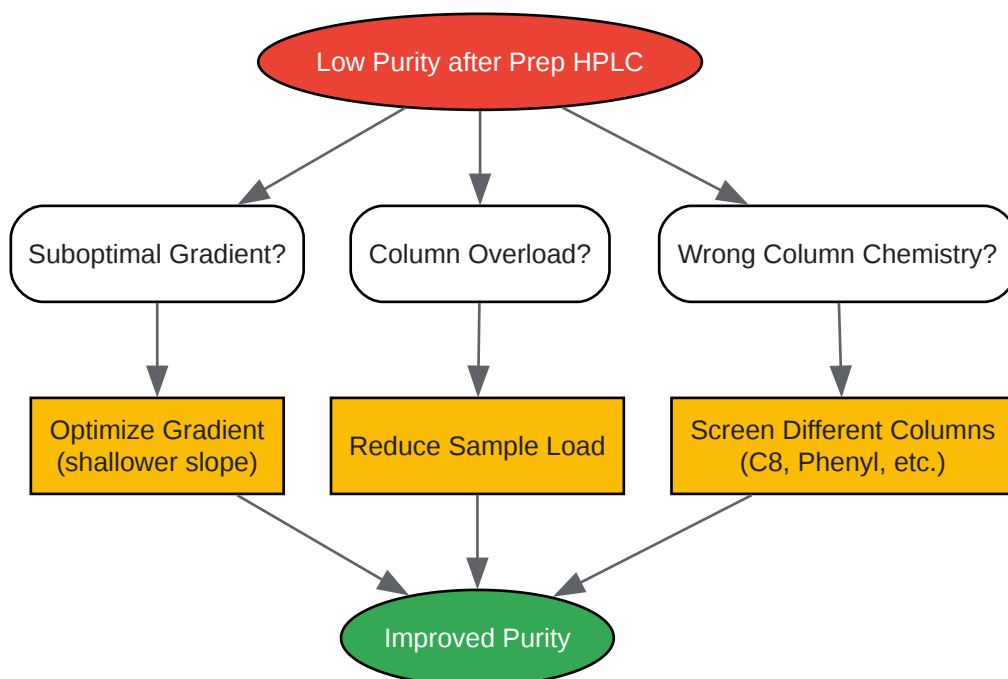 Low Purity after Prep HPLC
Suboptimal Gradient?
Column Overload?
Wrong Column Chemistry?
Optimize Gradient
(shallower slope)
Reduce Sample Load
Screen Different Columns
(C8, Phenyl, etc.)
Improved Purity